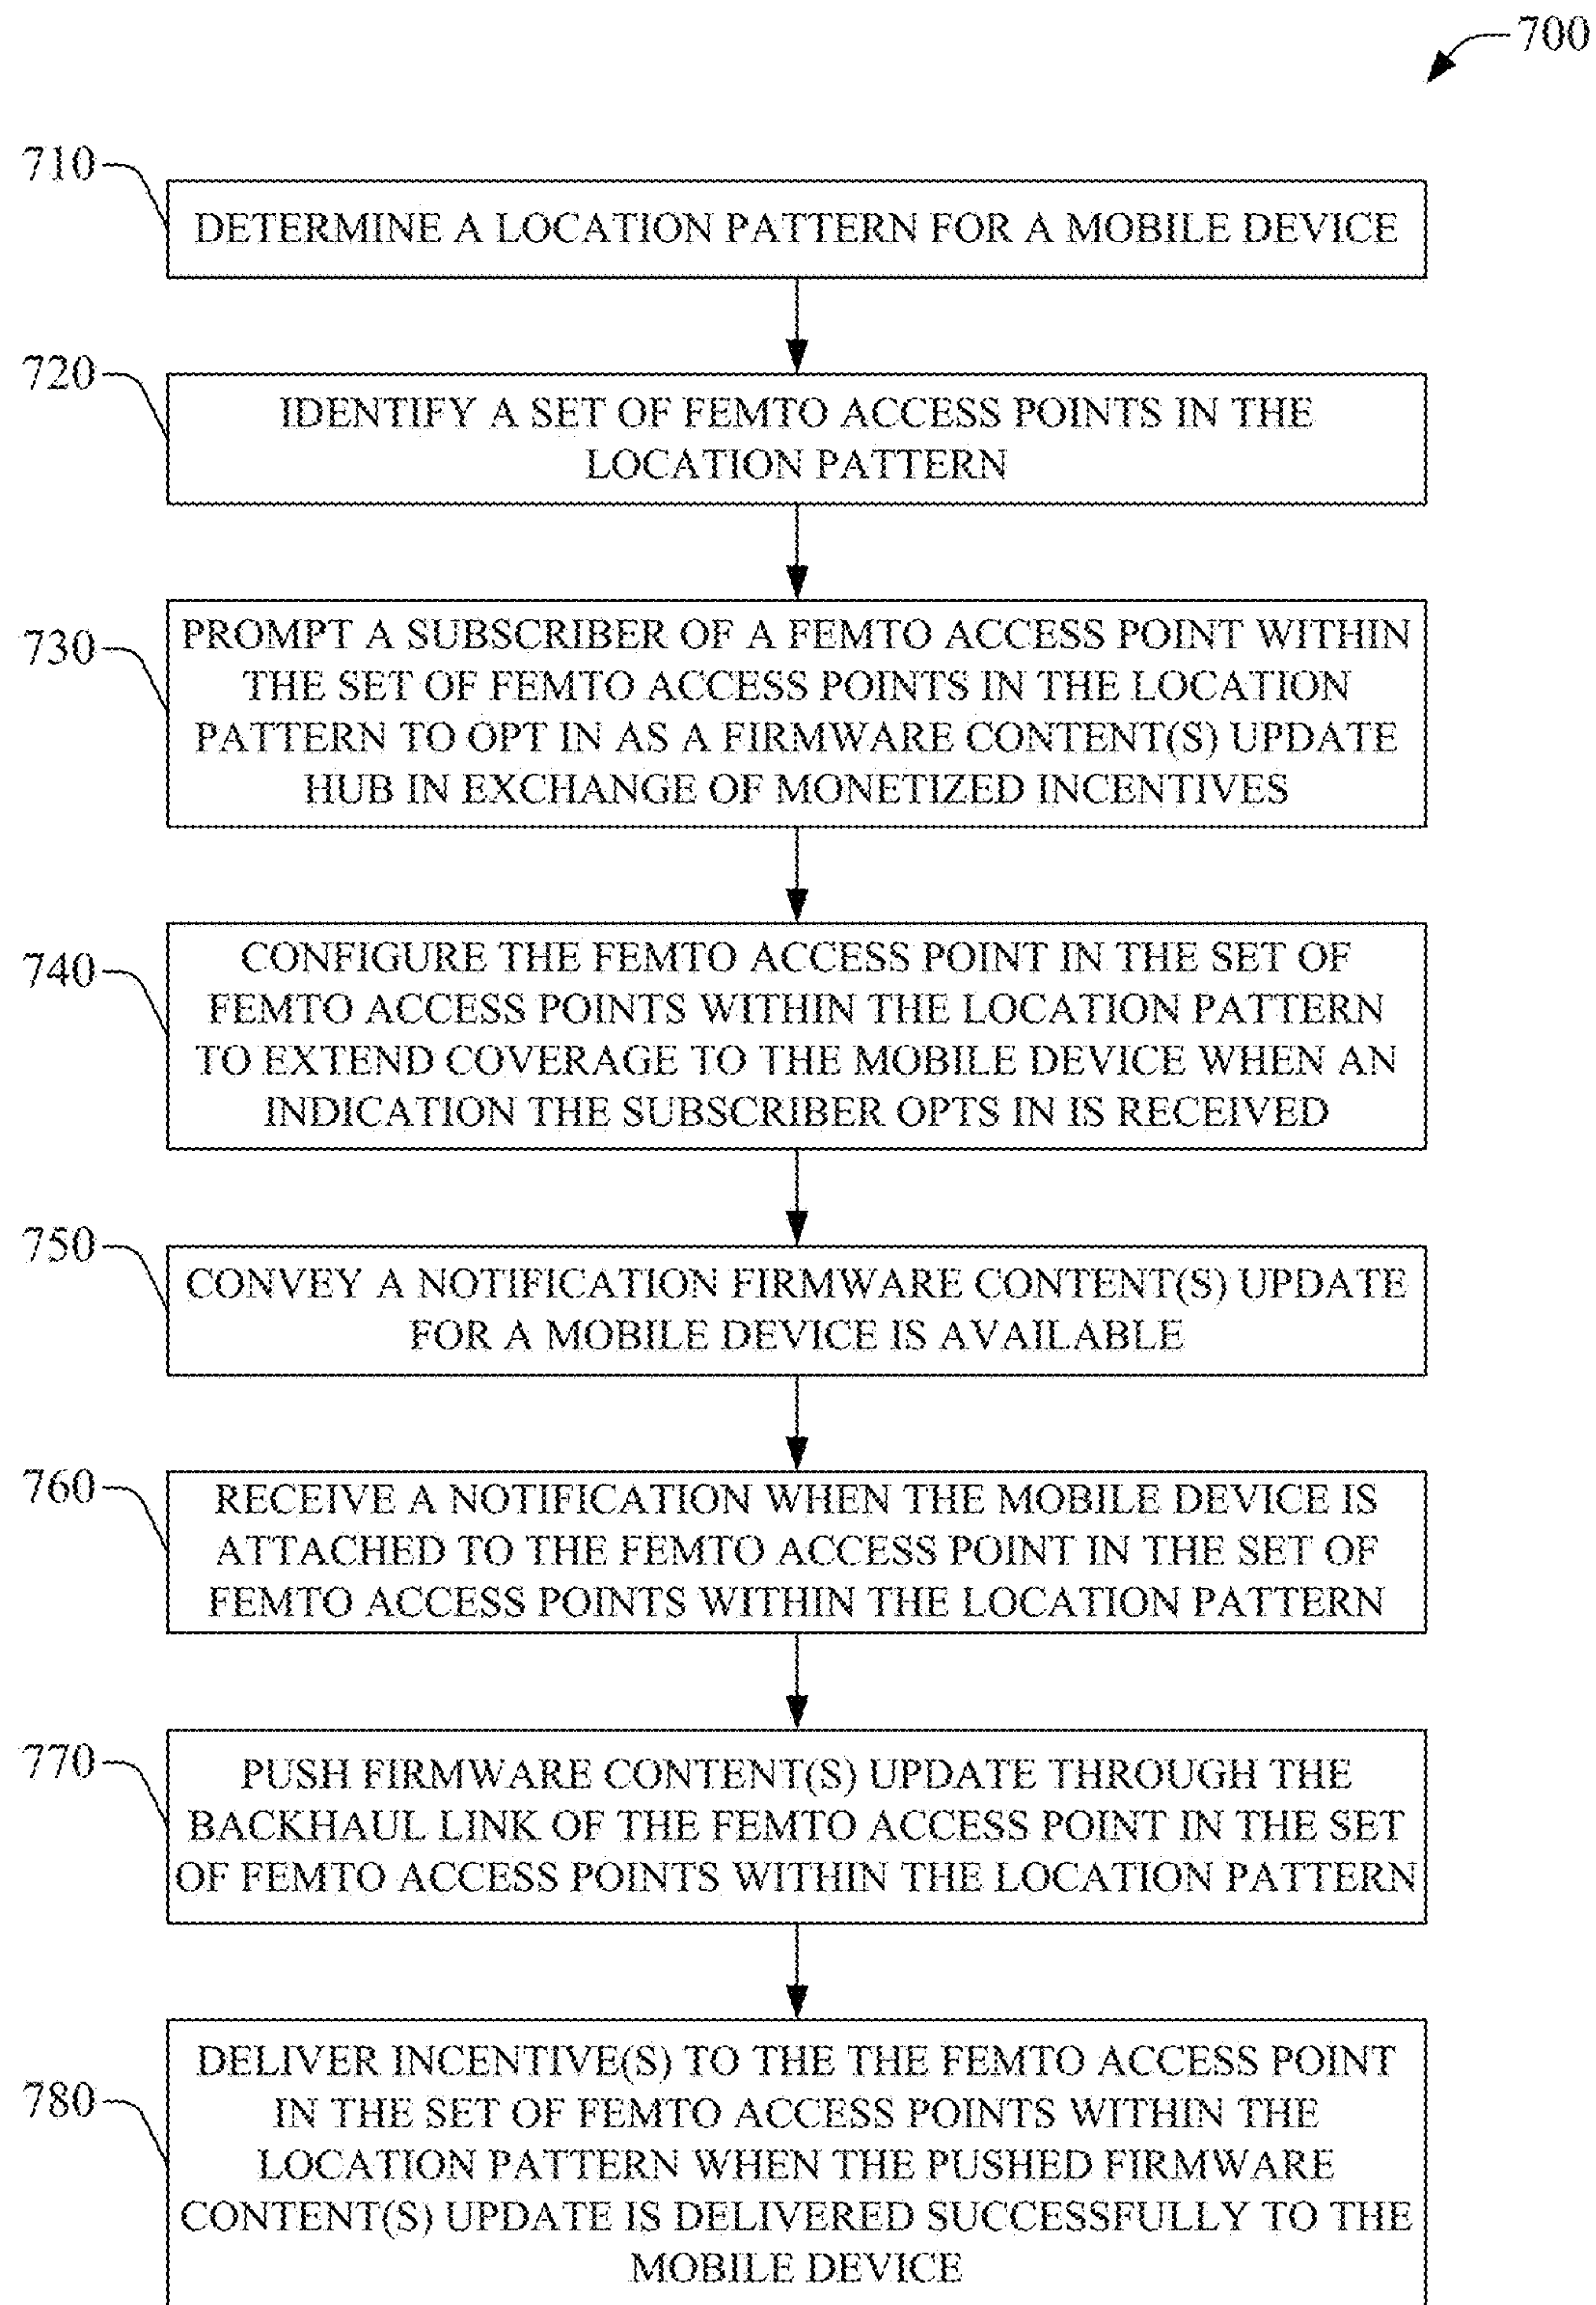 700
710
DETERMINE A LOCATION PATTERN FOR A MOBILE DEVICE
720
IDENTIFY A SET OF FEMTO ACCESS POINTS IN THE
LOCATION PATTERN
730
PROMPT A SUBSCRIBER OF A FEMTO ACCESS POINT WITHIN
THE SET OF FEMTO ACCESS POINTS IN THE LOCATION
PATTERN TO OPT IN AS A FIRMWARE CONTENT(S) UPDATE
HUB IN EXCHANGE OF MONETIZED INCENTIVES
740
CONFIGURE THE FEMTO ACCESS POINT IN THE SET OF
FEMTO ACCESS POINTS WITHIN THE LOCATION PATTERN
TO EXTEND COVERAGE TO THE MOBILE DEVICE WHEN AN
INDICATION THE SUBSCRIBER OPTS IN IS RECEIVED
750
CONVEY A NOTIFICATION FIRMWARE CONTENT(S) UPDATE
FOR A MOBILE DEVICE IS AVAILABLE
760
RECEIVE A NOTIFICATION WHEN THE MOBILE DEVICE IS
ATTACHED TO THE FEMTO ACCESS POINT IN THE SET OF
FEMTO ACCESS POINTS WITHIN THE LOCATION PATTERN
770
PUSH FIRMWARE CONTENT(S) UPDATE THROUGH THE
BACKHAUL LINK OF THE FEMTO ACCESS POINT IN THE SET
OF FEMTO ACCESS POINTS WITHIN THE LOCATION PATTERN
780
DELIVER INCENTIVE(S) TO THE THE FEMTO ACCESS POINT
IN THE SET OF FEMTO ACCESS POINTS WITHIN THE
LOCATION PATTERN WHEN THE PUSHED FIRMWARE
CONTENT(S) UPDATE IS DELIVERED SUCCESSFULLY TO THE
MOBILE DEVICE